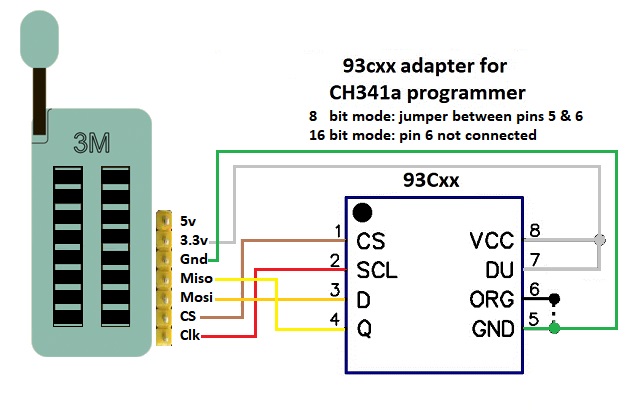 93cxx adapter for
CH341a programmer
8 bit mode: jumper between pins 5 & 6
16 bit mode: pin 6 not connected
3M
93Cxx
5v
3.3v
Gnd
Miso
Mosi
CS
Clk
1 CS VCC 8
2 SCL DU 7
3 D ORG 6
4 Q GND 5